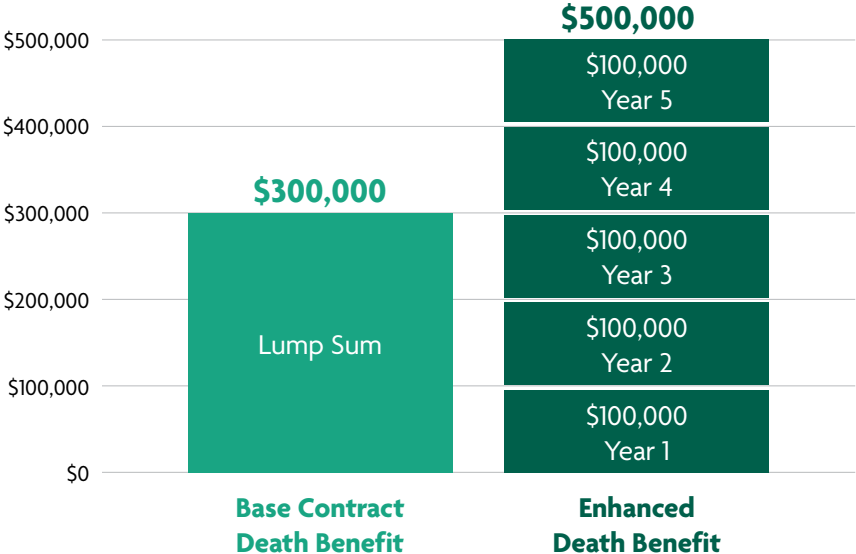 $500,000
$500,000
$100,000
Year 5
$400,000
$100,000
Year 4
$300,000
$300,000
$100,000
Year 3
$200,000
Lump Sum
$100,000
Year 2
$100,000
$100,000
Year 1
$0
Base Contract
Death Benefit
Enhanced
Death Benefit